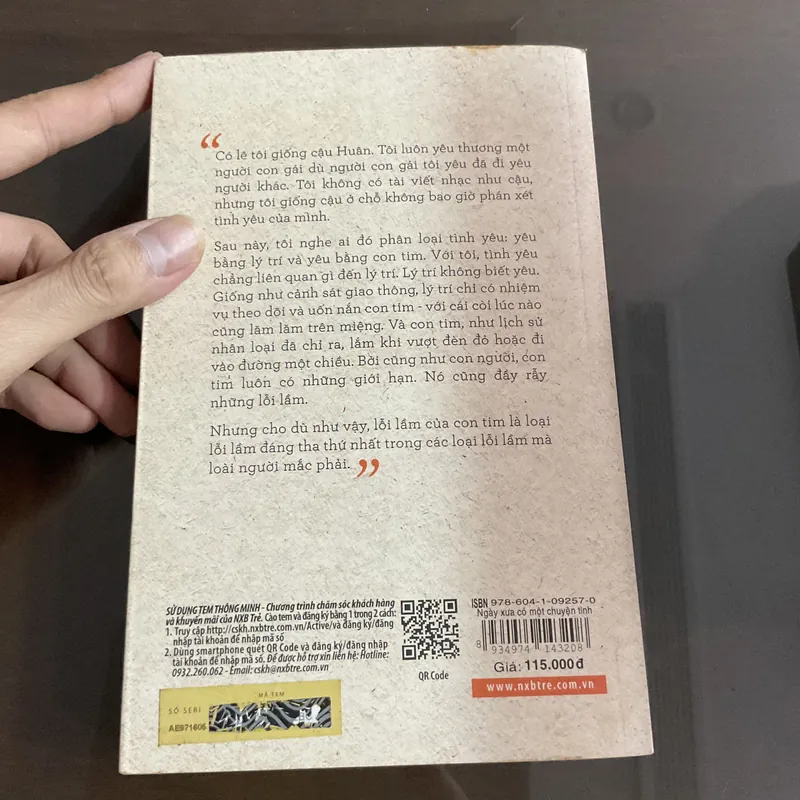 “
Có lẽ tôi giống cậu Huân. Tôi luôn yêu thương một
người con gái dù người con gái tôi yêu đã đi yêu
người khác. Tôi không có tài viết nhạc như cậu,
nhưng tôi giống cậu ở chỗ không bao giờ phán xét
tình yêu của mình.
Sau này, tôi nghe ai đó phân loại tình yêu: yêu
bằng lý trí và yêu bằng con tim. Với tôi, tình yêu
chẳng liên quan gì đến lý trí. Lý trí không biết yêu.
Giống như cảnh sát giao thông, lý trí chỉ có nhiệm
vụ theo dõi và uốn nắn con tim - với cái còi lúc nào
cũng lăm lăm trên miệng. Và con tim, như lịch sử
nhân loại đã chỉ ra, lắm khi vượt đèn đỏ hoặc đi
vào đường một chiều. Bởi cũng như con người, con
tim luôn có những giới hạn. Nó cũng đầy rẫy
những lỗi lầm.
Nhưng cho dù như vậy, lỗi lầm của con tim là loại
lỗi lầm đáng tha thứ nhất trong các loại lỗi lầm mà
loài người mắc phải. ”
SỬ DỤNG TEM THÔNG MINH - Chương trình chăm sóc khách hàng
và khuyến mãi của NXB Trẻ. Cào tem và đăng ký bằng 1 trong 2 cách:
1. Truy cập http://cskh.nxbtre.com.vn/Active/và đăng ký/đăng
nhập tài khoản để nhập mã số
2. Dùng smartphone quét QR Code và đăng ký/đăng nhập
tài khoản để nhập mã số. Để được hỗ trợ xin liên hệ: Hotline:
0932.260.062 - Email: cskh@nxbtre.com.vn
QR Code
ISBN 978-604-1-09257-0
Ngày xưa có một chuyện tình
8 934974 143208
Giá: 115.000đ
www.nxbtre.com.vn
MÃ TEM
SỐ SERI
AE971606